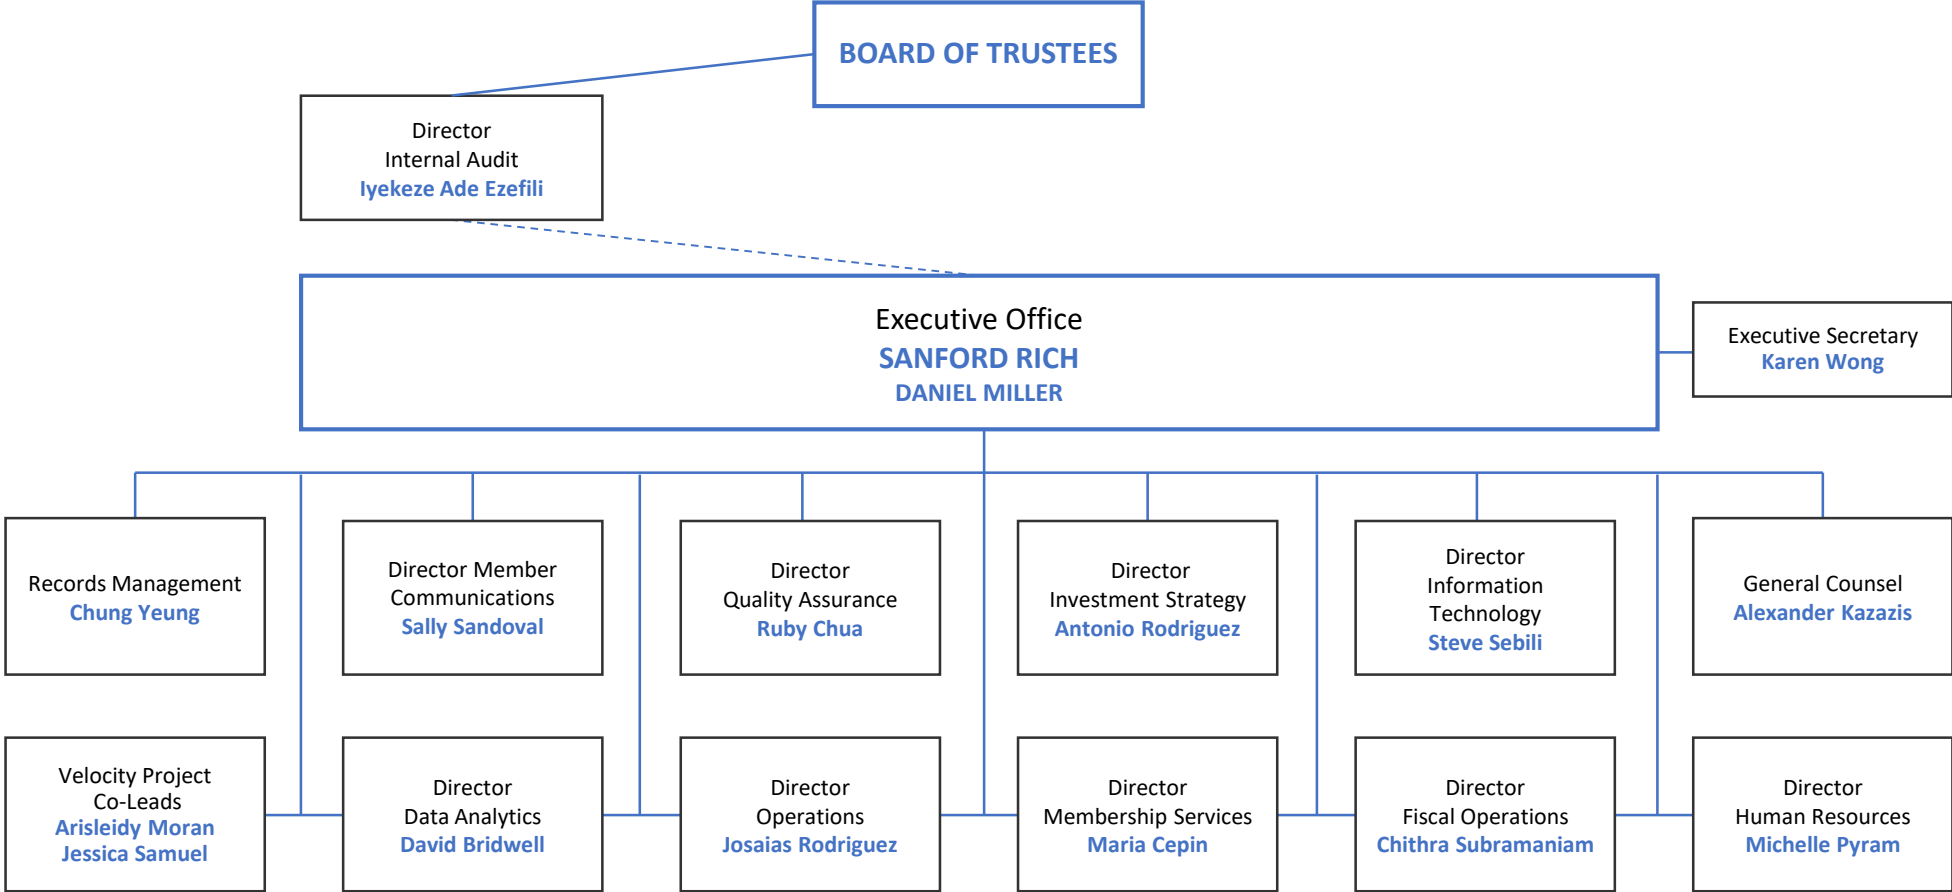 BOARD OF TRUSTEES
Director
Internal Audit
Iyekeze Ade Ezefili
Executive Office
SANFORD RICH
DANIEL MILLER
Executive Secretary
Karen Wong
Records Management
Chung Yeung
Director Member
Communications
Sally Sandoval
Director
Quality Assurance
Ruby Chua
Director
Investment Strategy
Antonio Rodriguez
Director
Information
Technology
Steve Sebili
General Counsel
Alexander Kazazis
Velocity Project
Co-Leads
Arisleidy Moran
Jessica Samuel
Director
Data Analytics
David Bridwell
Director
Operations
Josaias Rodriguez
Director
Membership Services
Maria Cepin
Director
Fiscal Operations
Chithra Subramaniam
Director
Human Resources
Michelle Pyram